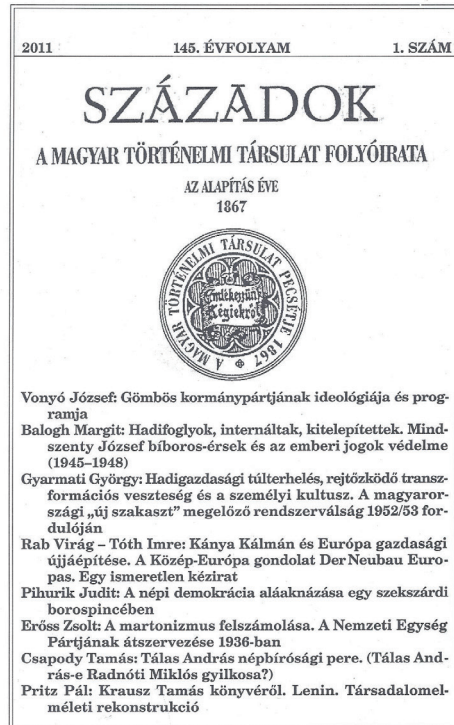 2011 145. ÉVFOLYAM 1. SZÁM
SZÁZADOK
A MAGYAR TÖRTÉNELMI TÁRSULAT FOLYÓIRATA
AZ ALAPÍTÁS ÉVE
1867
A MAGYAR TÖRTÉNELMI TÁRSULAT PECSÉTJE 1867
Emlékezzün
Régiekrő
Vonyó József: Gömbös kormánypártjának ideológiája és prog-
ramja
Balogh Margit: Hadifoglyok, internáltak, kitelepítettek. Mind-
szenty József bíboros-érsek és az emberi jogok védelme
(1945–1948)
Gyarmati György: Hadigazdasági túlterhelés, rejtőzködő transz-
formációs veszteség és a személyi kultusz. A magyaror-
szági „új szakaszt” megelőző rendszerválság 1952/53 for-
dulóján
Rab Virág – Tóth Imre: Kánya Kálmán és Európa gazdasági
újjáépítése. A Közép-Európa gondolat Der Neubau Euro-
pas. Egy ismeretlen kézirat
Pihurik Judit: A népi demokrácia aláaknázása egy szekszárdi
borospincében
Erőss Zsolt: A martonizmus felszámolása. A Nemzeti Egység
Pártjának átszervezése 1936-ban
Csapody Tamás: Tálas András népbírósági pere. (Tálas And-
rás-e Radnóti Miklós gyilkosa?)
Pritz Pál: Krausz Tamás könyvéről. Lenin. Társadalomel-
méleti rekonstrukció